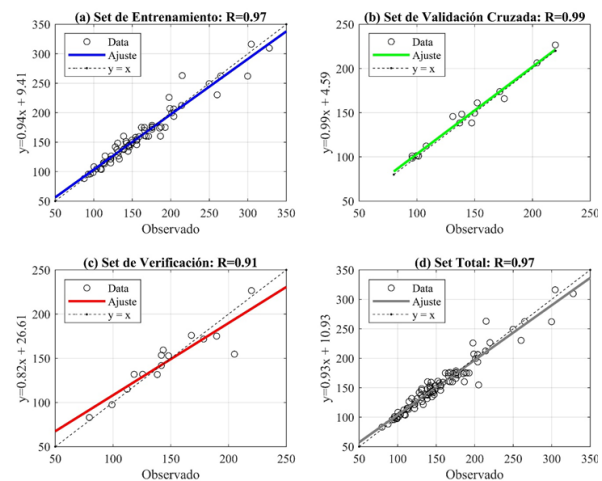 (a) Set de Entrenamiento: R=0.97
350
300
250
200
150
100
50
y=0.94x + 9.41
Data
Ajuste
y = x
50 100 150 200 250 300 350
Observado
(b) Set de Validación Cruzada: R=0.99
250
200
150
100
50
y=0.99x + 4.59
Data
Ajuste
y = x
50 100 150 200 250
Observado
(c) Set de Verificación: R=0.91
250
200
150
100
50
y=0.82x + 26.61
Data
Ajuste
y = x
50 100 150 200 250
Observado
(d) Set Total: R=0.97
350
300
250
200
150
100
50
y=0.93x + 10.93
Data
Ajuste
y = x
50 100 150 200 250 300 350
Observado